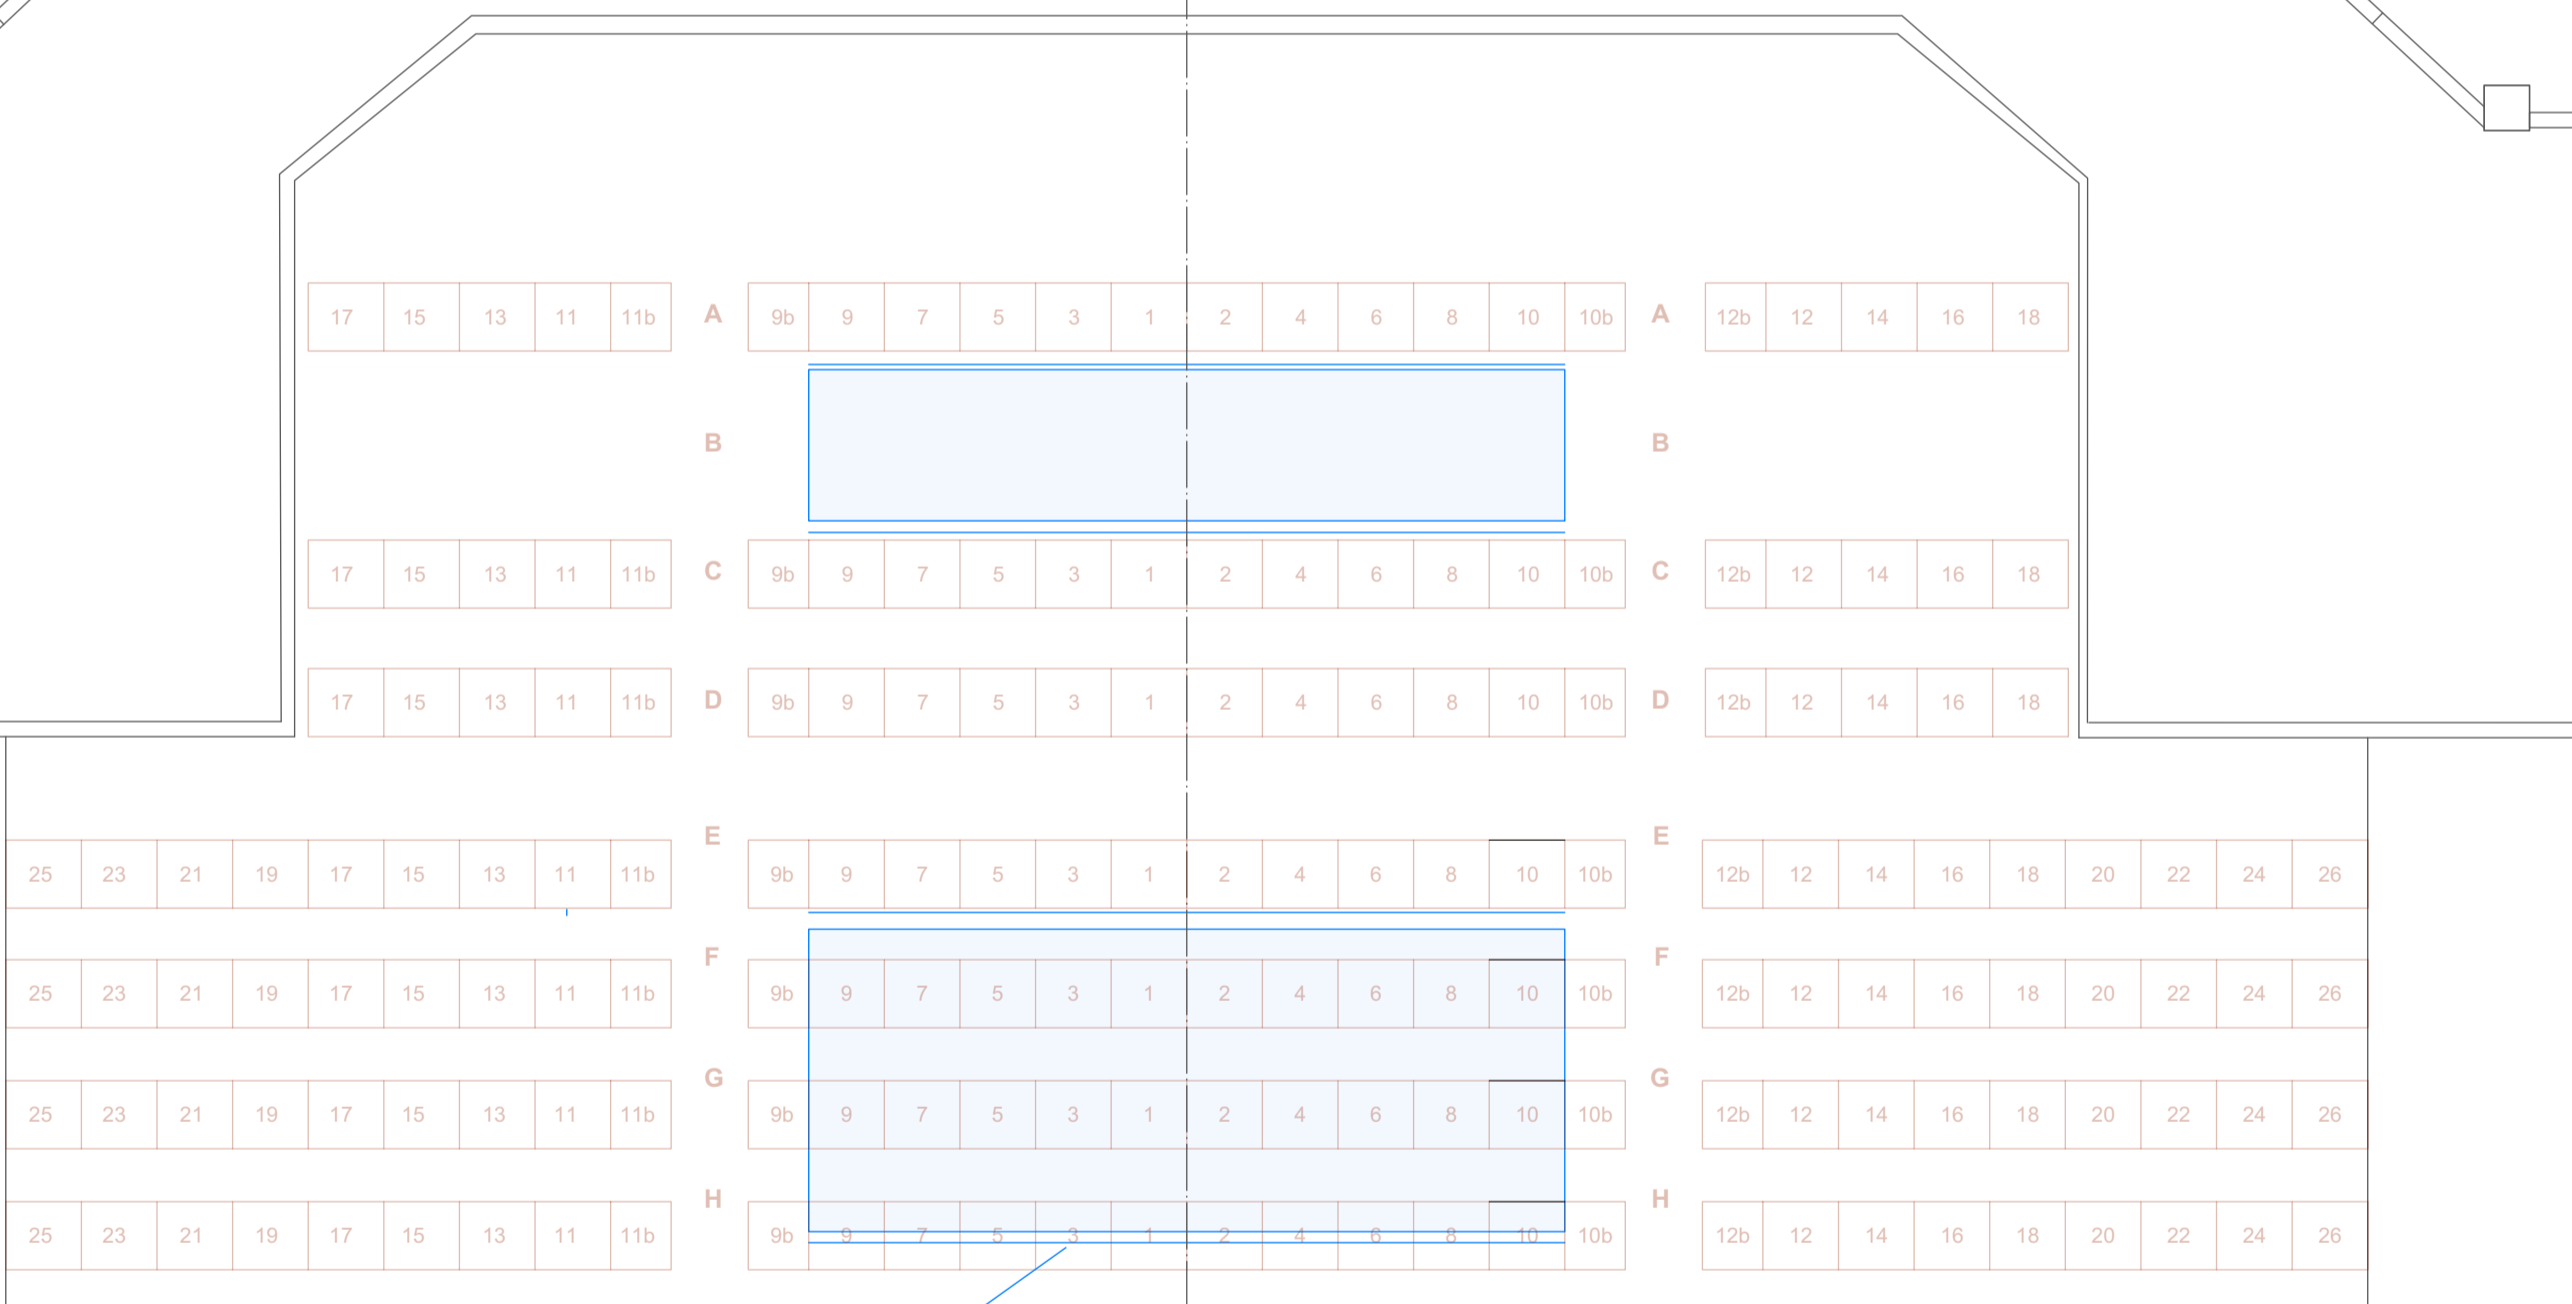 17 15 13 11 11b A 9b 9 7 5 3 1 2 4 6 8 10 10b A 12b 12 14 16 18
B B
17 15 13 11 11b C 9b 9 7 5 3 1 2 4 6 8 10 10b C 12b 12 14 16 18
17 15 13 11 11b D 9b 9 7 5 3 1 2 4 6 8 10 10b D 12b 12 14 16 18
25 23 21 19 17 15 13 11 11b E 9b 9 7 5 3 1 2 4 6 8 10 10b E 12b 12 14 16 18 20 22 24 26
25 23 21 19 17 15 13 11 11b F 9b 9 7 5 3 1 2 4 6 8 10 10b F 12b 12 14 16 18 20 22 24 26
25 23 21 19 17 15 13 11 11b G 9b 9 7 5 3 1 2 4 6 8 10 10b G 12b 12 14 16 18 20 22 24 26
25 23 21 19 17 15 13 11 11b H 9b 9 7 5 3 1 2 4 6 8 10 10b H 12b 12 14 16 18 20 22 24 26